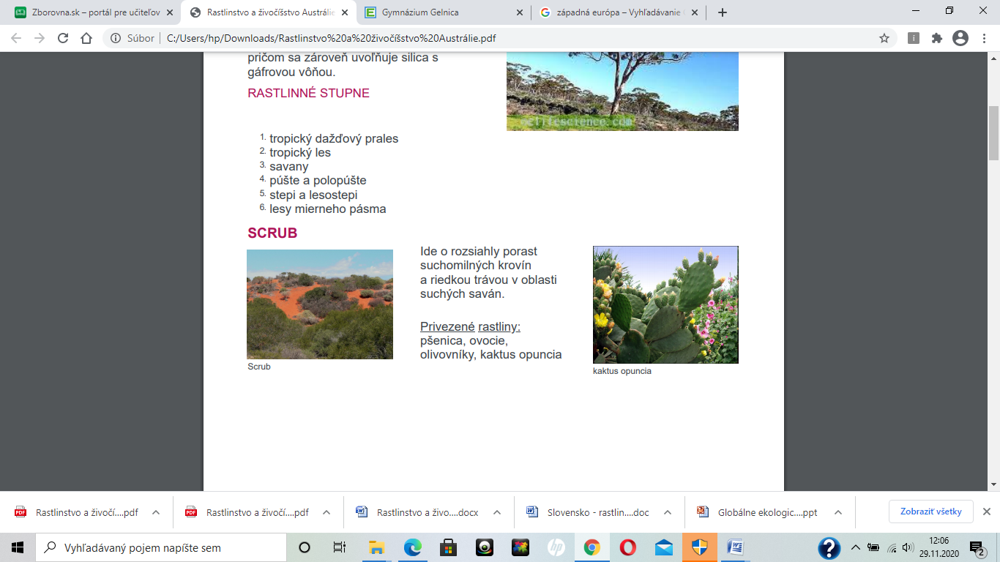 Zborovna.sk – portál pre učiteľov
Rastlinstvo a živočíšstvo Austrálie
Gymnázium Gelnica
západná európa – Vyhľadávanie
Súbor
C:/Users/hp/Downloads/Rastlinstvo%20a%20živočíšstvo%20Austrálie.pdf
pričom sa zároveň uvoľňuje silica s
gáfrovou vôňou.
RASTLINNÉ STUPNE
1. tropický dažďový prales
2. tropický les
3. savany
4. púšte a polopúšte
5. stepi a lesostepi
6. lesy mierneho pásma
SCRUB
Ide o rozsiahly porast
suchomilných krovín
a riedkou trávou v oblasti
suchých saván.
Privezené rastliny:
pšenica, ovocie,
olivovníky, kaktus opuncia
Scrub
kaktus opuncia
Rastlinstvo a živočí....pdf
Rastlinstvo a živočí....pdf
Rastlinstvo a živo....docx
Slovensko - rastlin....doc
Globálne ekologic....ppt
Zobraziť všetky
Vyhľadávaný pojem napíšte sem
12:06
29.11.2020
2